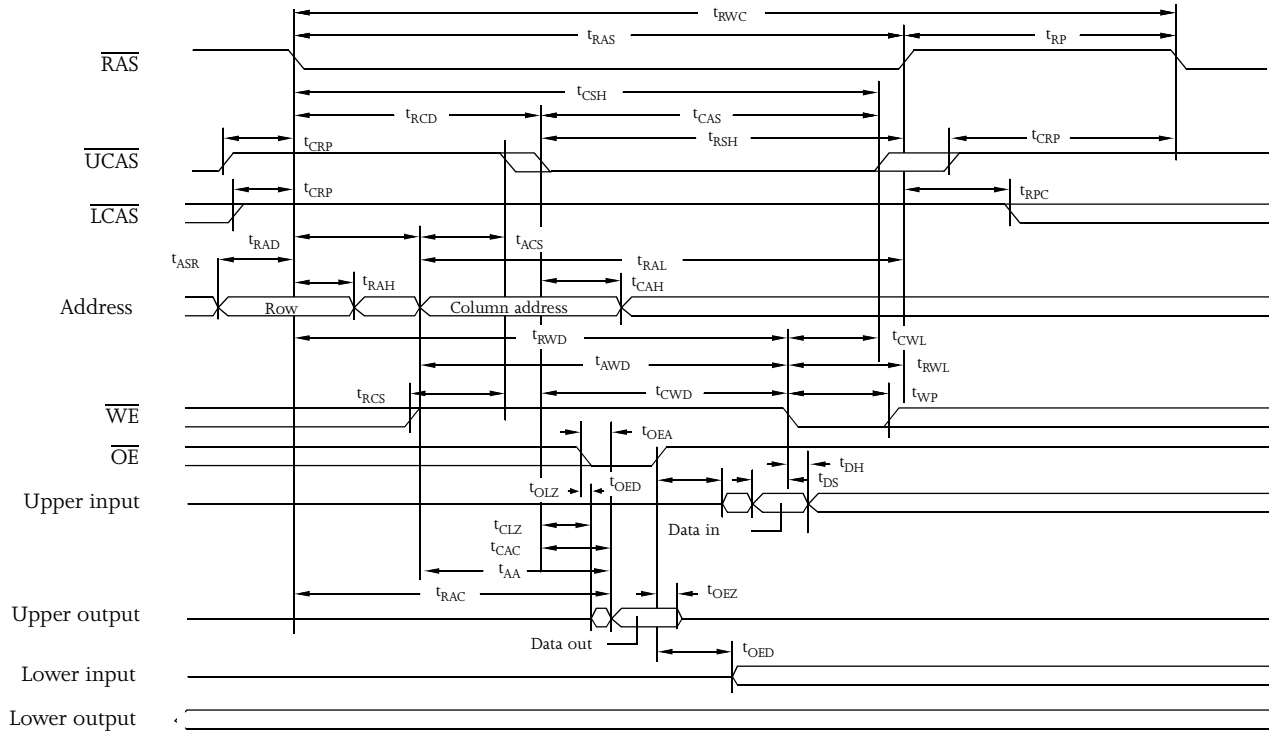 tRWC
tRAS tRP
RAS
tCSH
tRCD tCAS
tCRP tRSH tCRP
UCAS
tCRP tRPC
LCAS
tRAD tACS
tASR tRAL
tRAH tCAH
Address Row Column address
tRWD tCWL
tAWD tRWL
tRCS tCWD tWP
WE
tOEA
OE
tDH
tOLZ tOED tDS
Upper input
tCLZ Data in
tCAC
tAA
tRAC tOEZ
Upper output
Data out tOED
Lower input
Lower output